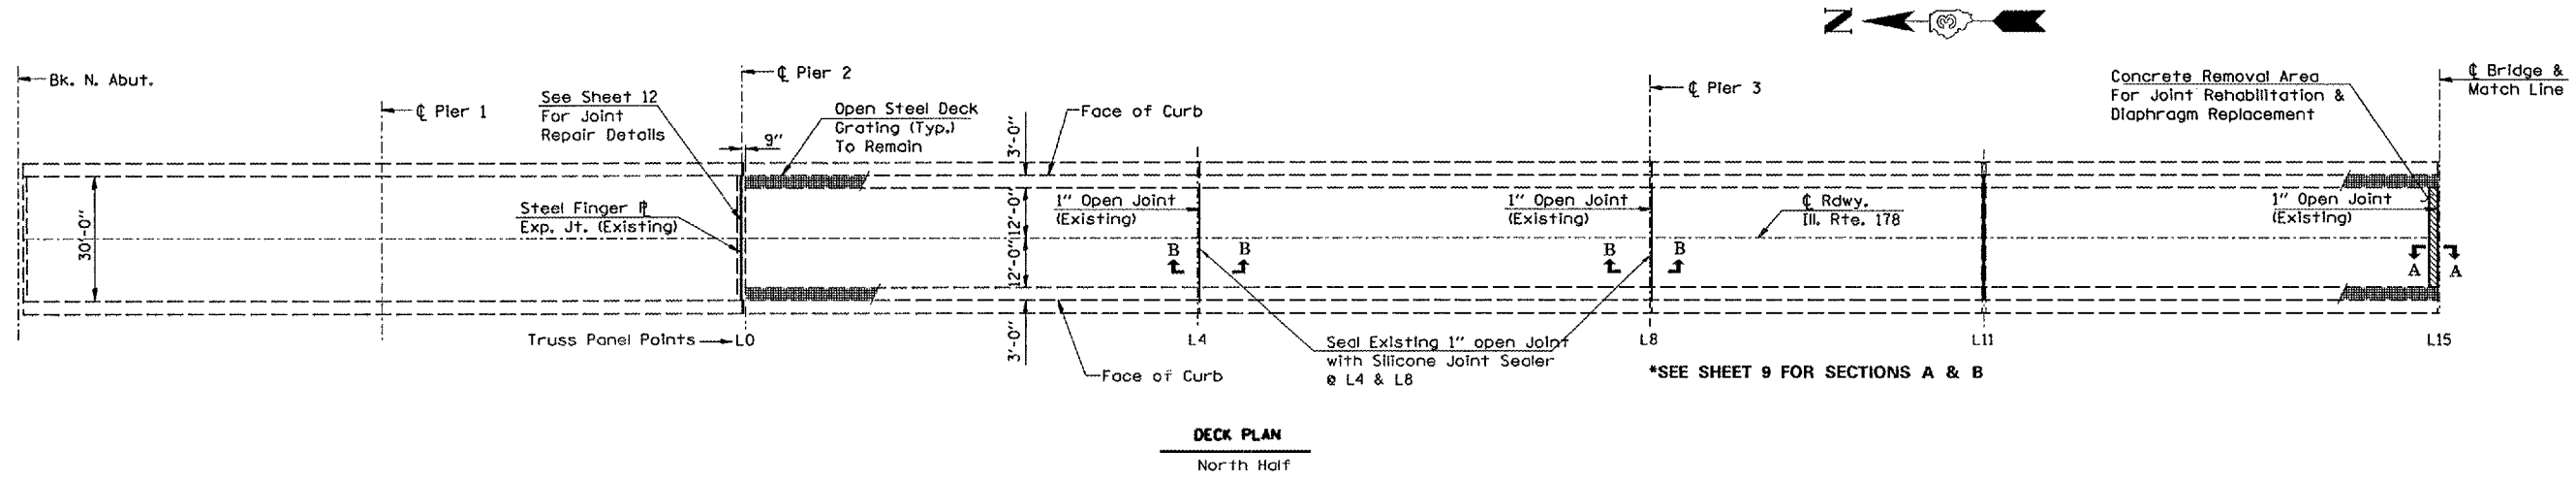 N
3
Bk. N. Abut.
℄ Pier 1
℄ Pier 2
See Sheet 12
For Joint
Repair Details
9"
Open Steel Deck
Grating (Typ.)
To Remain
3'-0"
Face of Curb
℄ Pier 3
Concrete Removal Area
For Joint Rehabilitation &
Diaphragm Replacement
℄ Bridge &
Match Line
30'-0"
Steel Finger ℙL
Exp. Jt. (Existing)
12'-0"
12'-0"
1" Open Joint
(Existing)
B
B
1" Open Joint
(Existing)
B
B
℄ Rdwy.
Ill. Rte. 178
1" Open Joint
(Existing)
A
A
Truss Panel Points
L0
3'-0"
Face of Curb
L4
Seal Existing 1" open Joint
with Silicone Joint Sealer
@ L4 & L8
L8
L11
L15
*SEE SHEET 9 FOR SECTIONS A & B
DECK PLAN
North Half